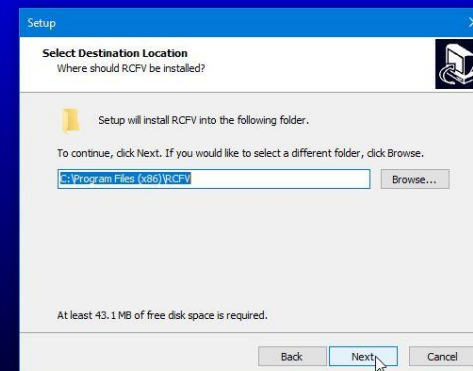 Setup
Select Destination Location
Where should RCFV be installed?
Setup will install RCFV into the following folder.
To continue, click Next. If you would like to select a different folder, click Browse.
C:\Program Files (x86)\RCFV
Browse...
At least 43.1 MB of free disk space is required.
Back
Next
Cancel